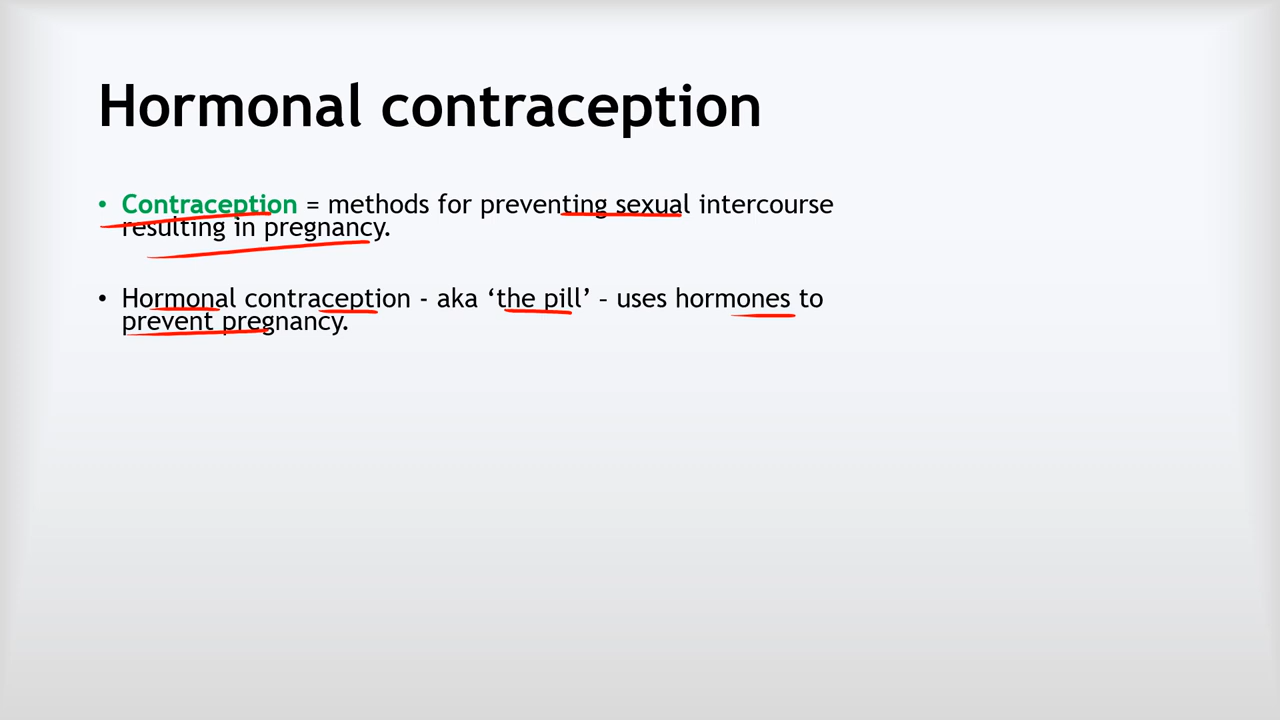 Hormonal contraception
• Contraception = methods for preventing sexual intercourse
resulting in pregnancy.
• Hormonal contraception - aka ‘the pill’ – uses hormones to
prevent pregnancy.